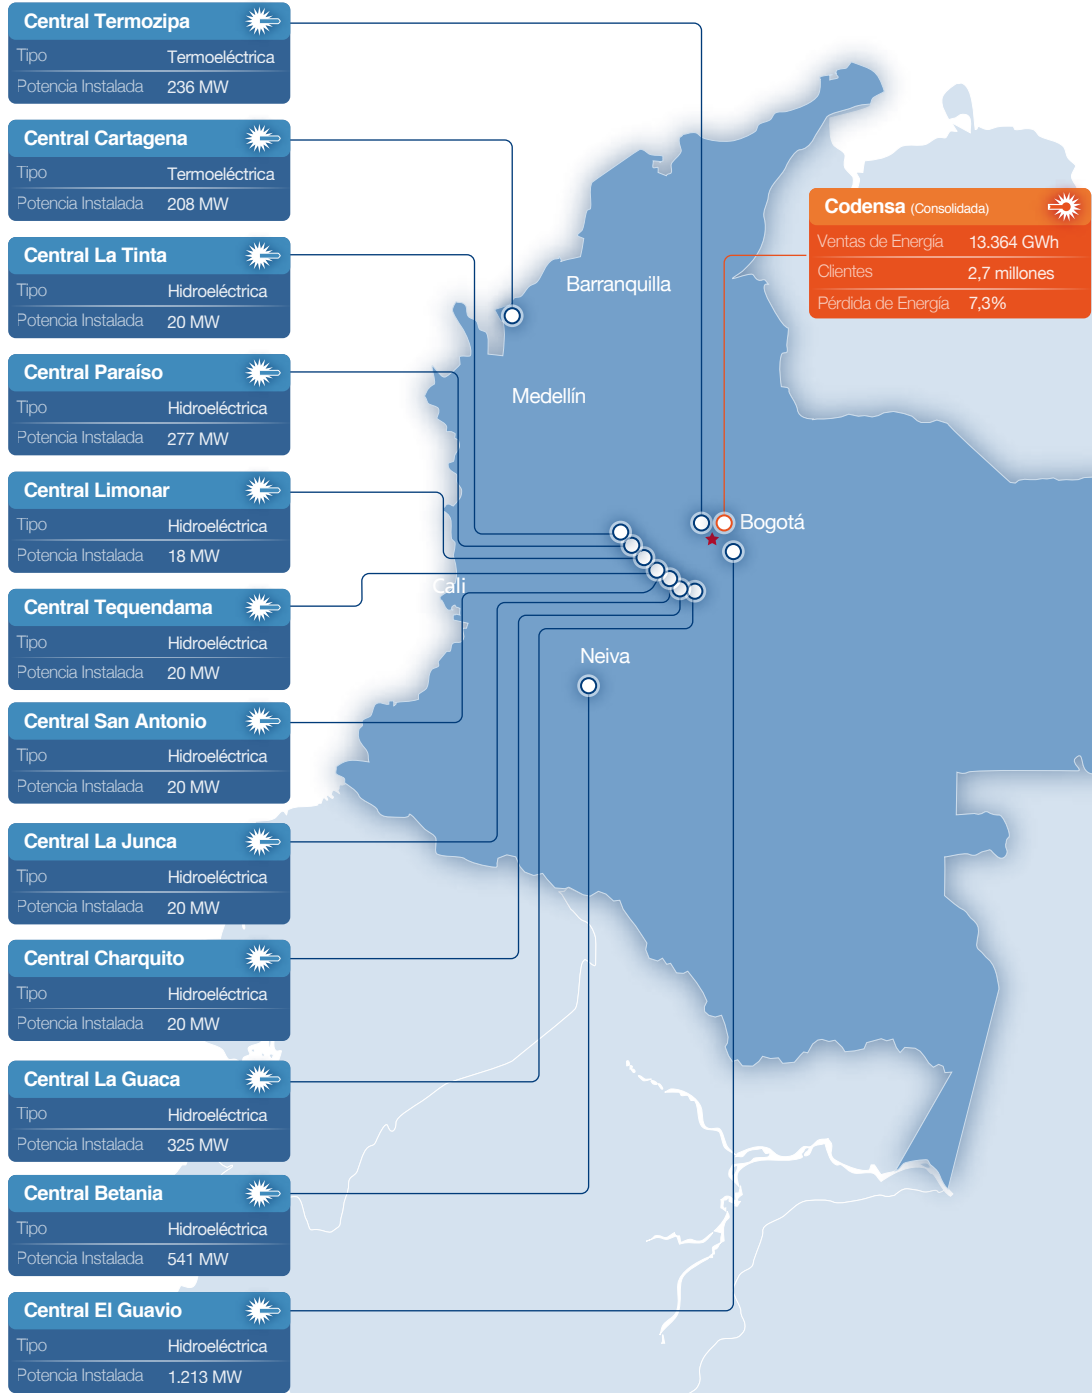 Central Termozipa
Tipo Termoeléctrica
Potencia Instalada 236 MW
Central Cartagena
Tipo Termoeléctrica
Potencia Instalada 208 MW
Central La Tinta
Tipo Hidroeléctrica
Potencia Instalada 20 MW
Central Paraíso
Tipo Hidroeléctrica
Potencia Instalada 277 MW
Central Limonar
Tipo Hidroeléctrica
Potencia Instalada 18 MW
Central Tequendama
Tipo Hidroeléctrica
Potencia Instalada 20 MW
Central San Antonio
Tipo Hidroeléctrica
Potencia Instalada 20 MW
Central La Junca
Tipo Hidroeléctrica
Potencia Instalada 20 MW
Central Charquito
Tipo Hidroeléctrica
Potencia Instalada 20 MW
Central La Guaca
Tipo Hidroeléctrica
Potencia Instalada 325 MW
Central Betania
Tipo Hidroeléctrica
Potencia Instalada 541 MW
Central El Guavio
Tipo Hidroeléctrica
Potencia Instalada 1.213 MW
Codensa (Consolidada)
Ventas de Energía 13.364 GWh
Clientes 2,7 millones
Pérdida de Energía 7,3%
Barranquilla
Medellín
Bogotá
Cali
Neiva